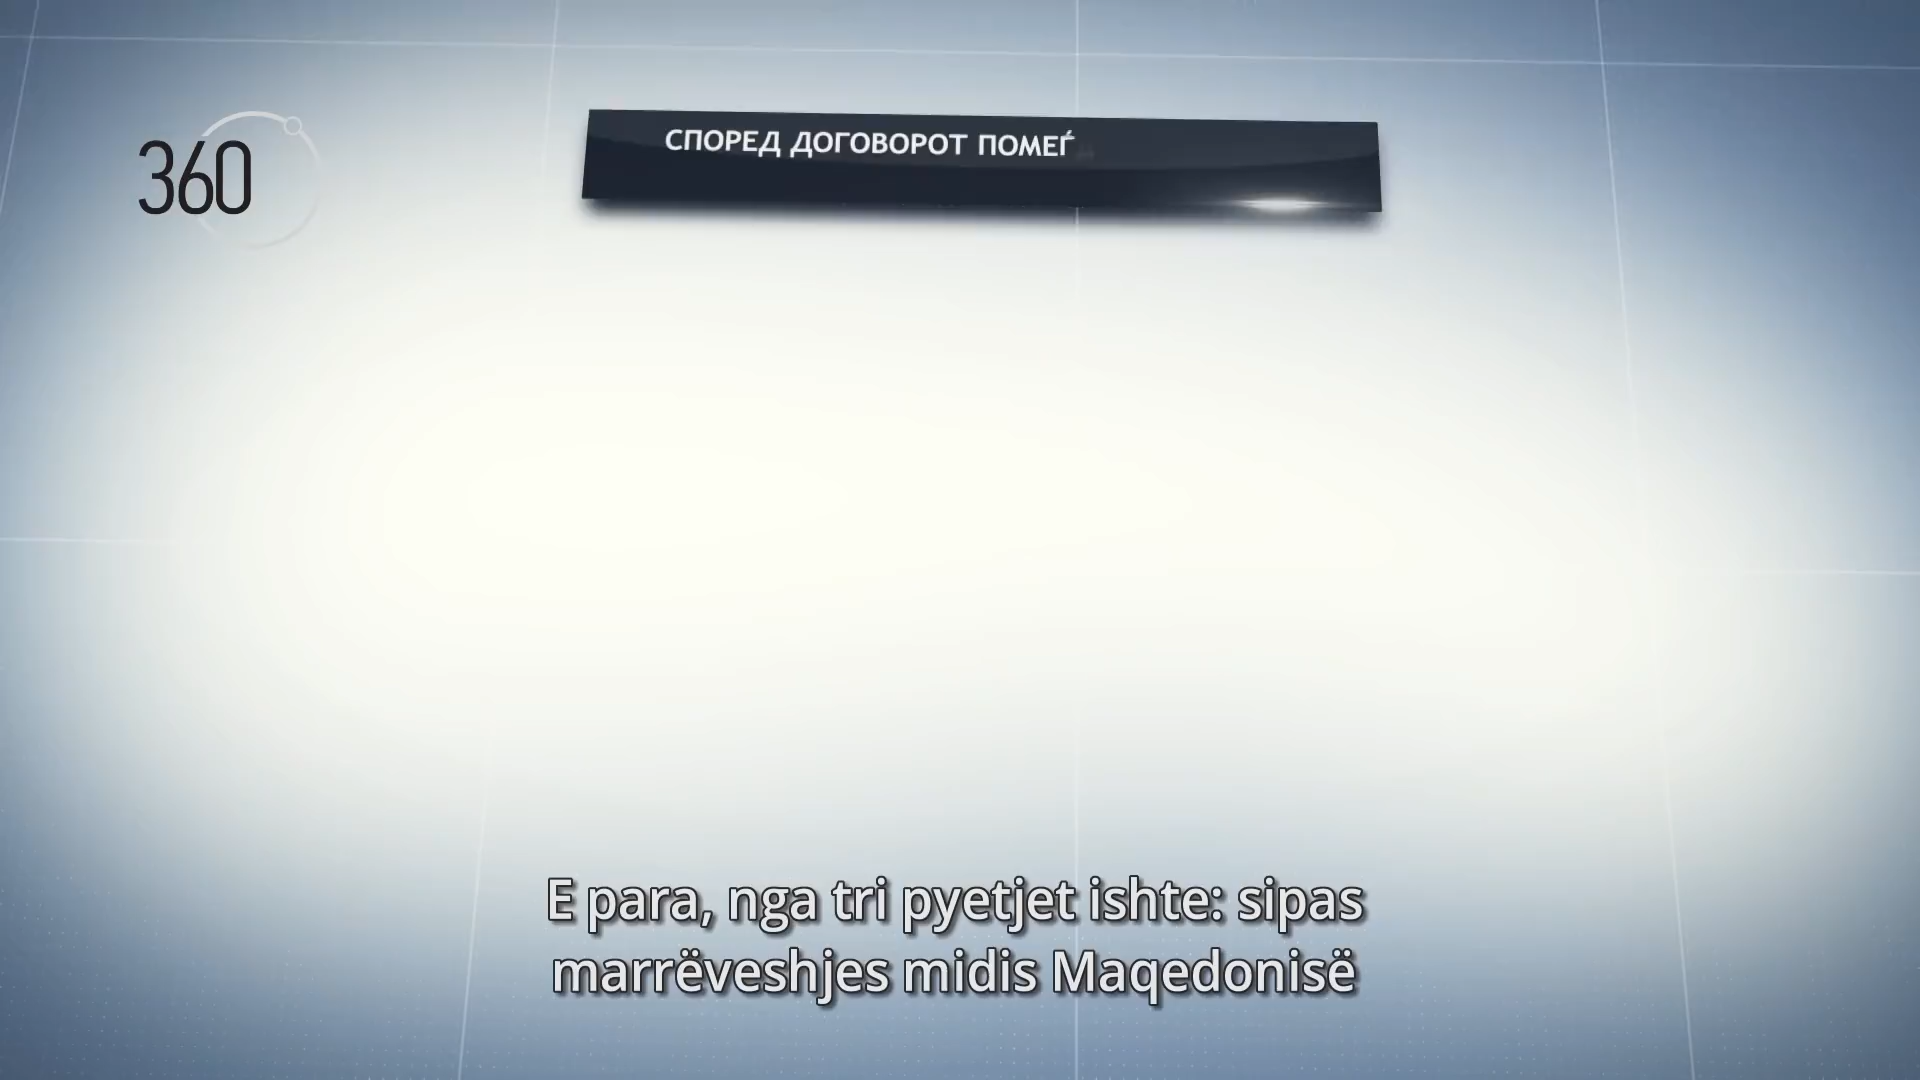 360
СПОРЕД ДОГОВОРОТ ПОМЕЃ
E para, nga tri pyetjet ishte: sipas
marrëveshjes midis Maqedonisë